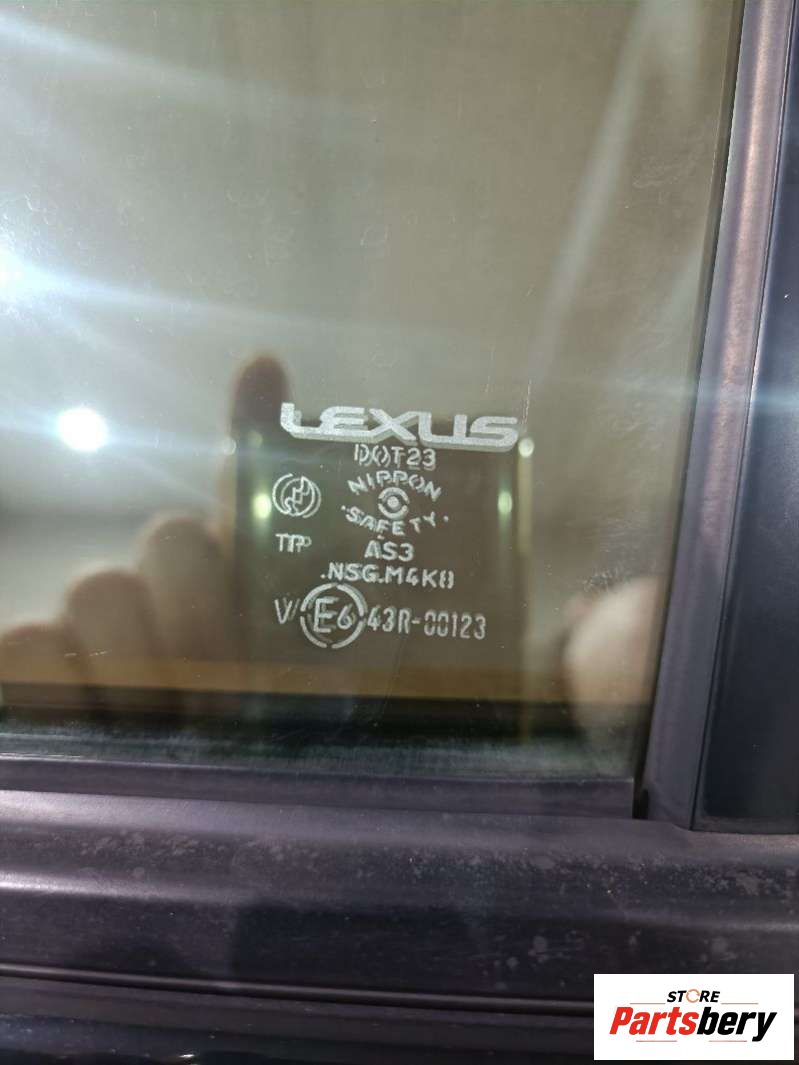 LEXUS
DOT23
NIPPON
·SAFETY·
TP AS3
.NSG.M4K8
V E6 43R-00123
STORE
Partsbery